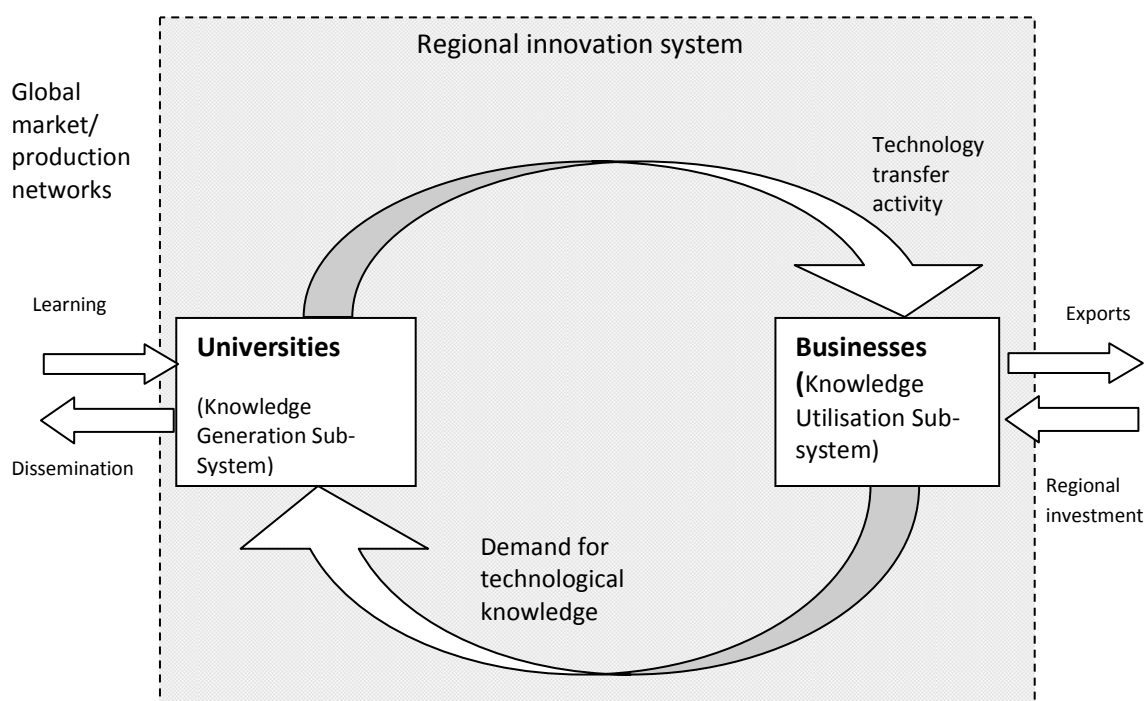 Regional innovation system
Global
market/
production
networks
Technology
transfer
activity
Learning
Dissemination
Universities
(Knowledge
Generation Sub-
System)
Businesses
(Knowledge
Utilisation Sub-
system)
Exports
Regional
investment
Demand for
technological
knowledge